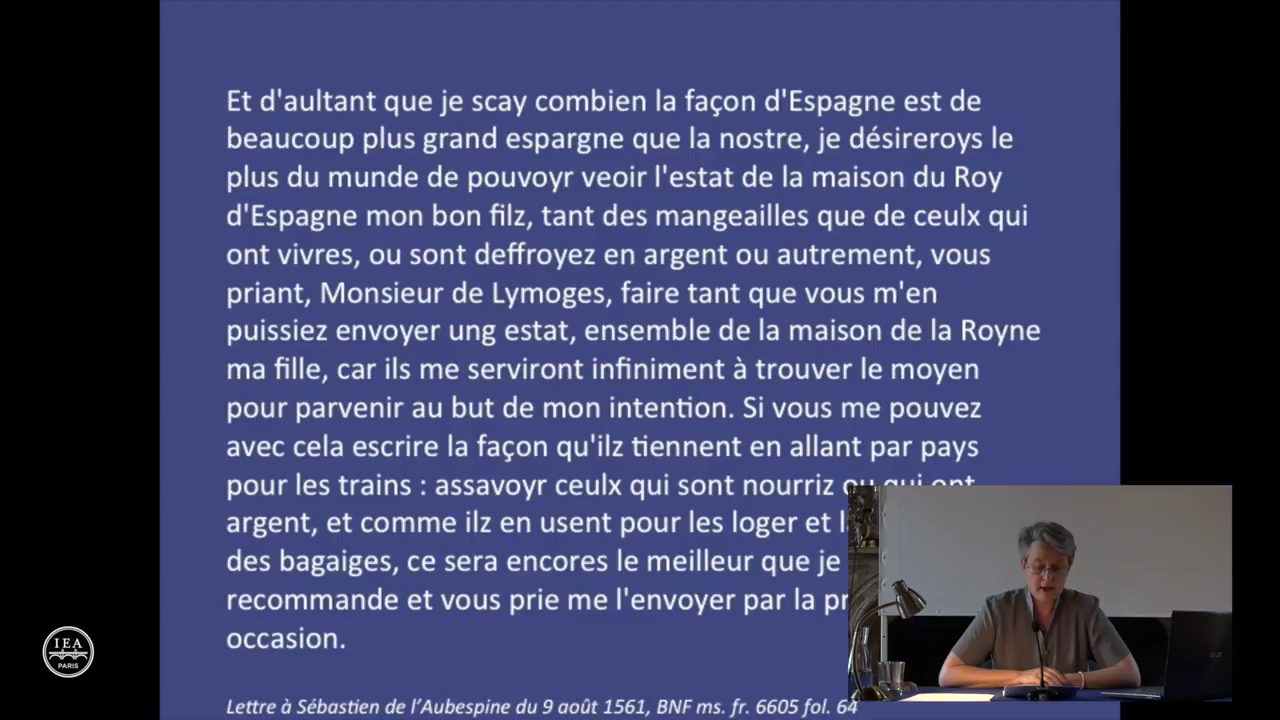 Et d'aultant que je scay combien la façon d'Espagne est de
beaucoup plus grand espargne que la nostre, je désireroys le
plus du munde de pouvoyr veoir l'estat de la maison du Roy
d'Espagne mon bon filz, tant des mangeailles que de ceulx qui
ont vivres, ou sont deffroyez en argent ou autrement, vous
priant, Monsieur de Lymoges, faire tant que vous m'en
puissiez envoyer ung estat, ensemble de la maison de la Royne
ma fille, car ils me serviront infiniment à trouver le moyen
pour parvenir au but de mon intention. Si vous me pouvez
avec cela escrire la façon qu'ilz tiennent en allant par pays
pour les trains : assavoyr ceulx qui sont nourriz ou qui ont
argent, et comme ilz en usent pour les loger et
des bagaiges, ce sera encores le meilleur que je
recommande et vous prie me l'envoyer par la
occasion.
Lettre à Sébastien de l'Aubespine du 9 août 1561, BNF ms. fr. 6605 fol. 64
IEA
PARIS